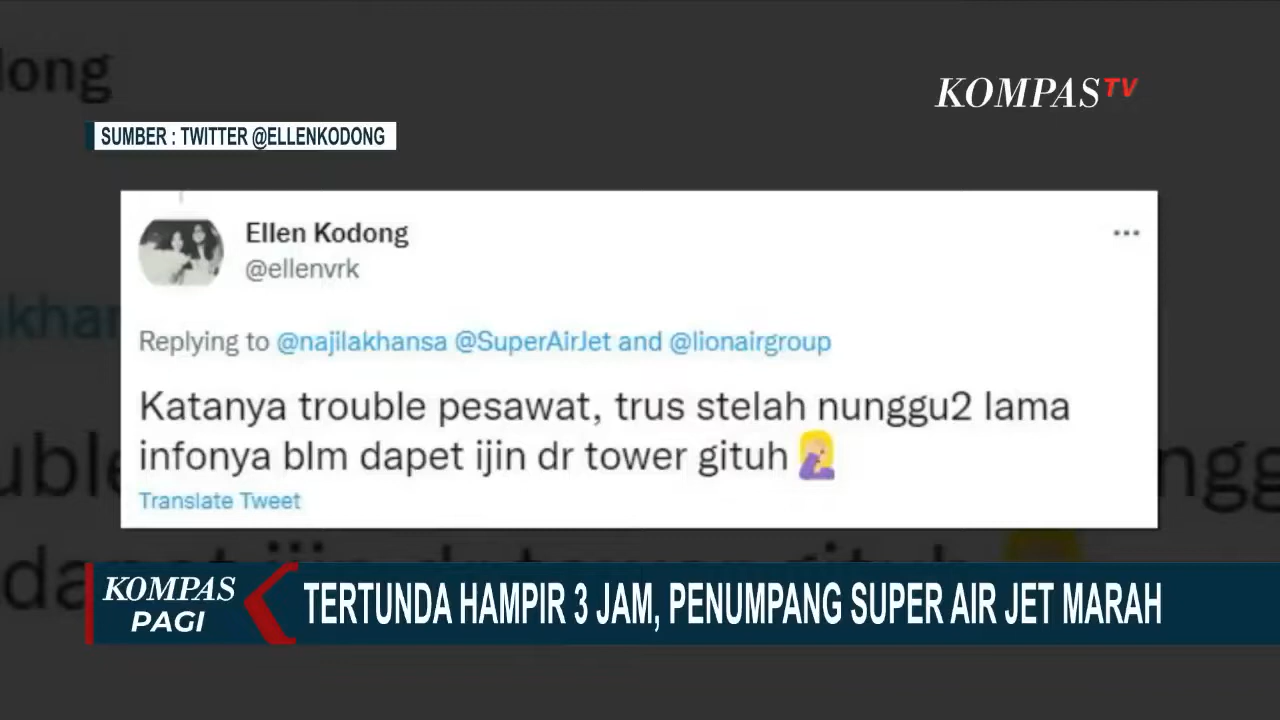 long
KOMPASTV
SUMBER : TWITTER @ELLENKODONG
Ellen Kodong
@ellenvrk
Replying to @najilakhansa @SuperAirJet and @lionairgroup
Katanya trouble pesawat, trus stelah nunggu2 lama
infonya blm dapet ijin dr tower gituh 🤦
Translate Tweet
KOMPAS
PAGI
TERTUNDA HAMPIR 3 JAM, PENUMPANG SUPER AIR JET MARAH